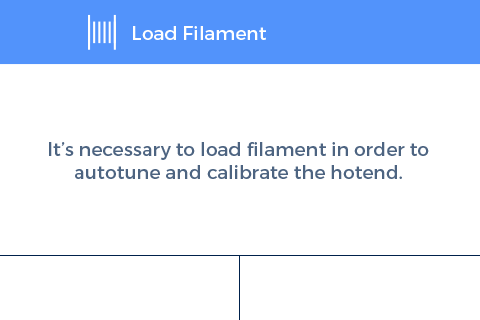 Load Filament
It’s necessary to load filament in order to
autotune and calibrate the hotend.